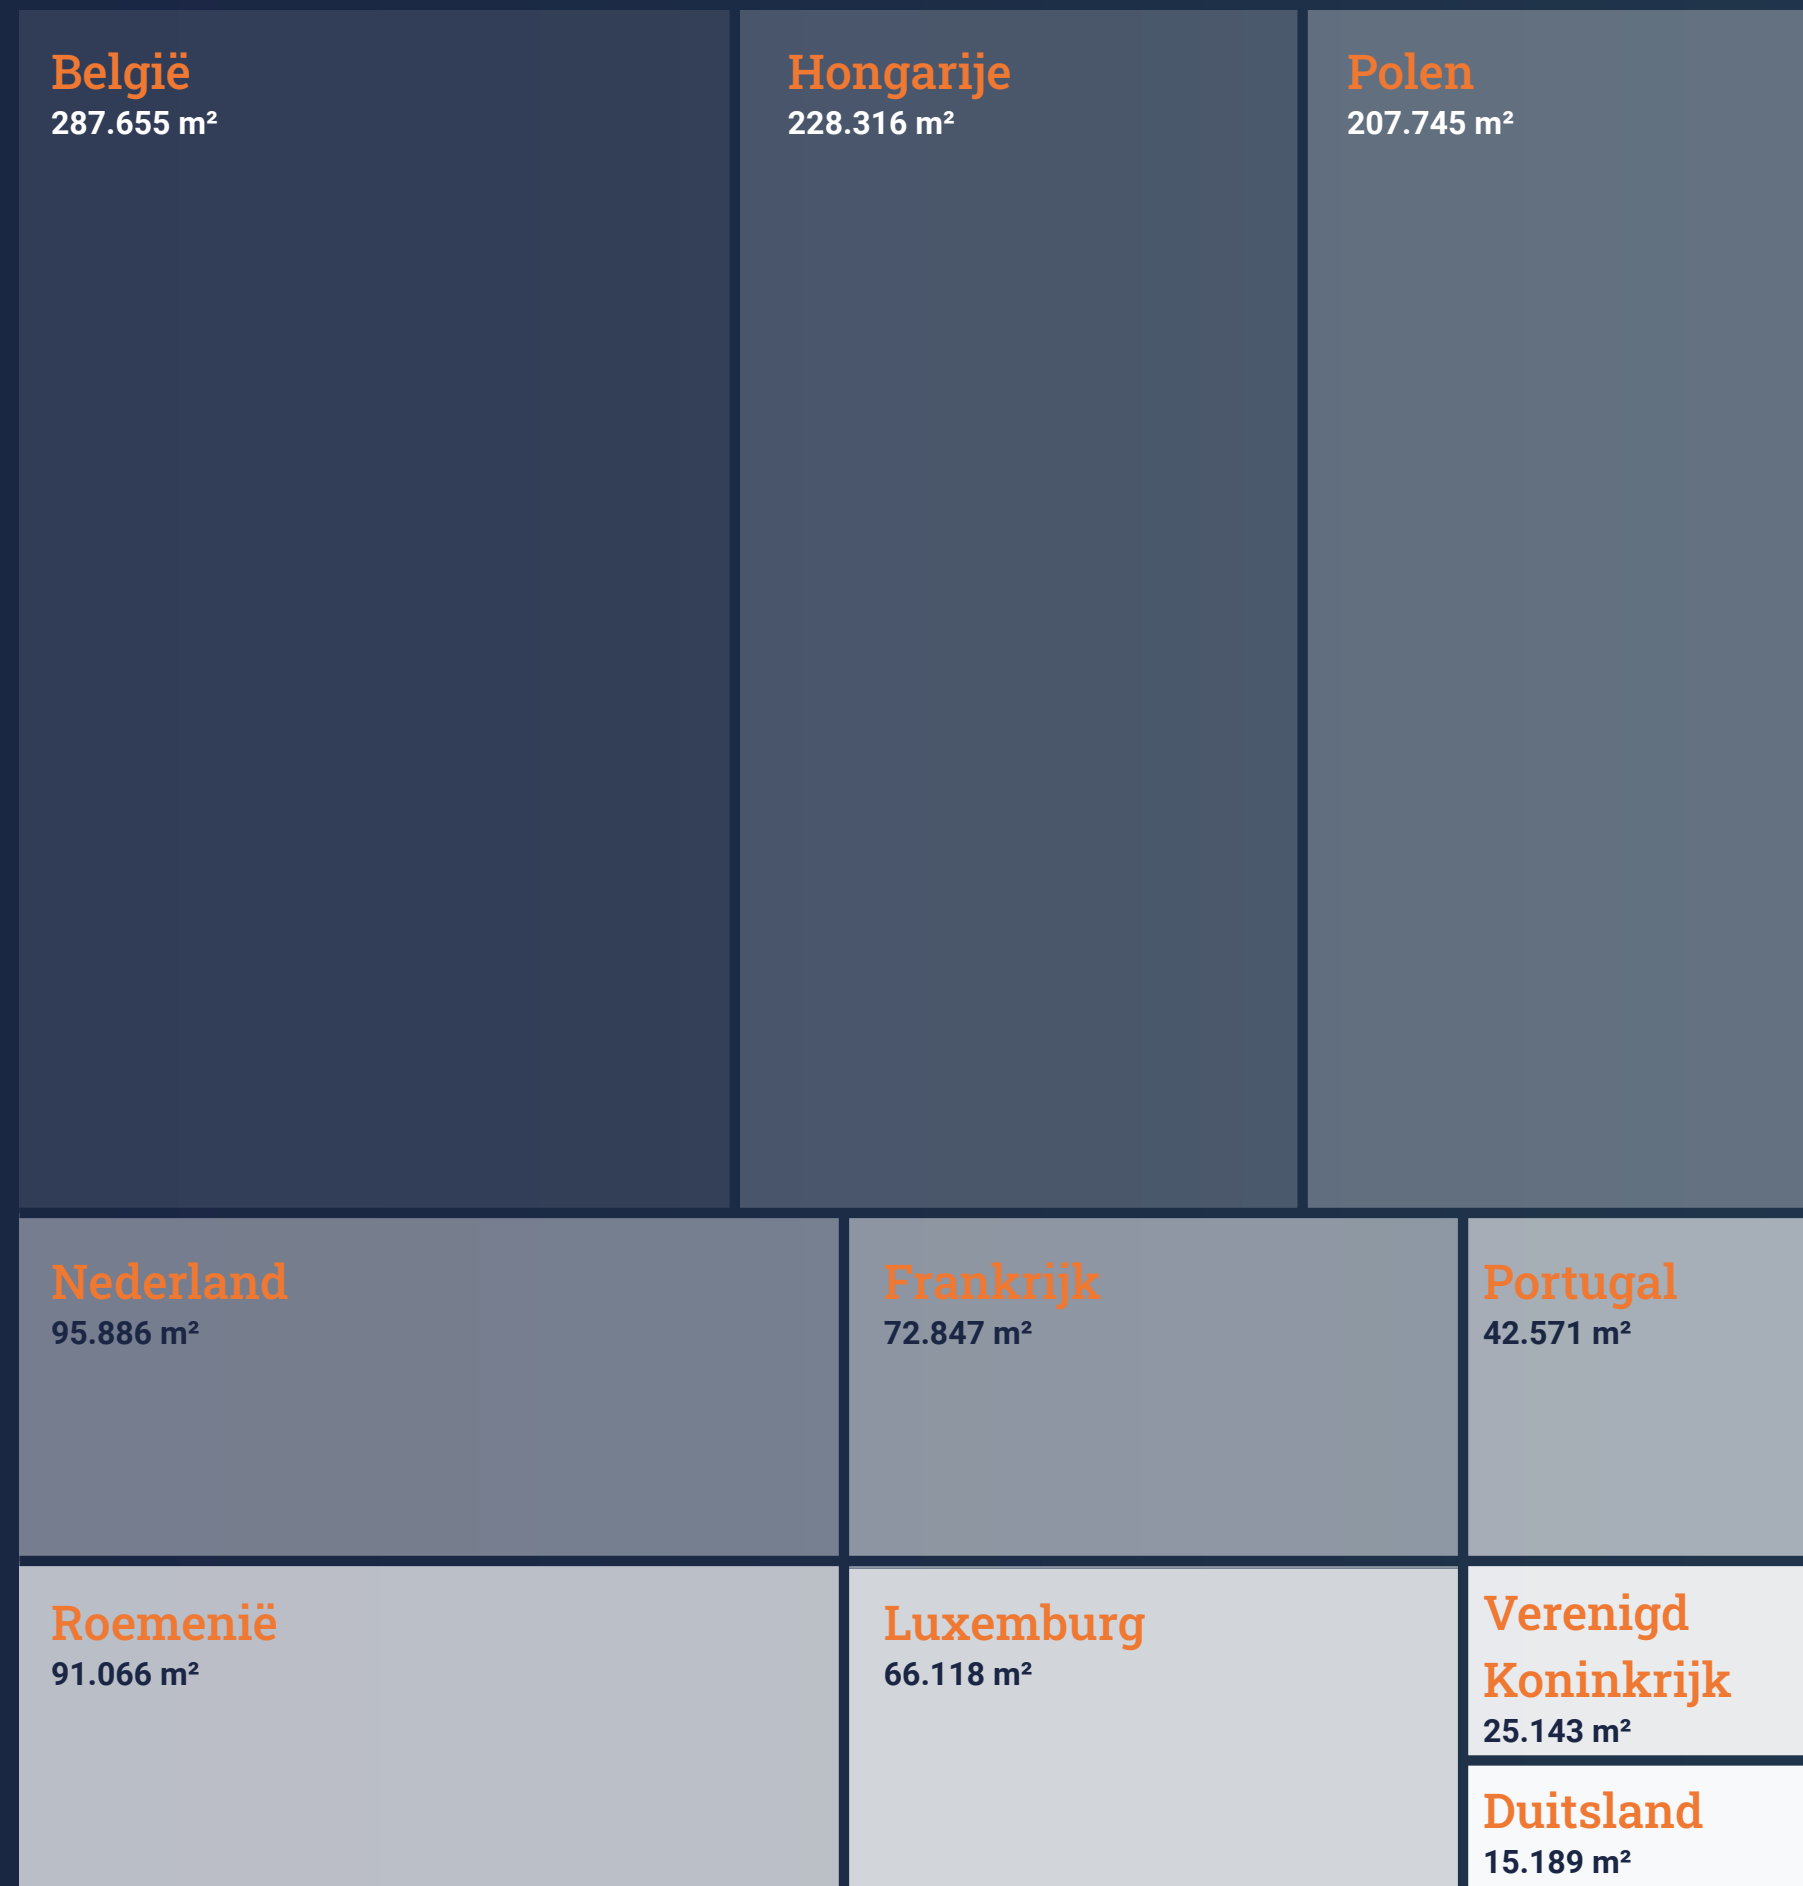 België
287.655 m²
Hongarije
228.316 m²
Polen
207.745 m²
Nederland
95.886 m²
Frankrijk
72.847 m²
Portugal
42.571 m²
Roemenië
91.066 m²
Luxemburg
66.118 m²
Verenigd
Koninkrijk
25.143 m²
Duitsland
15.189 m²